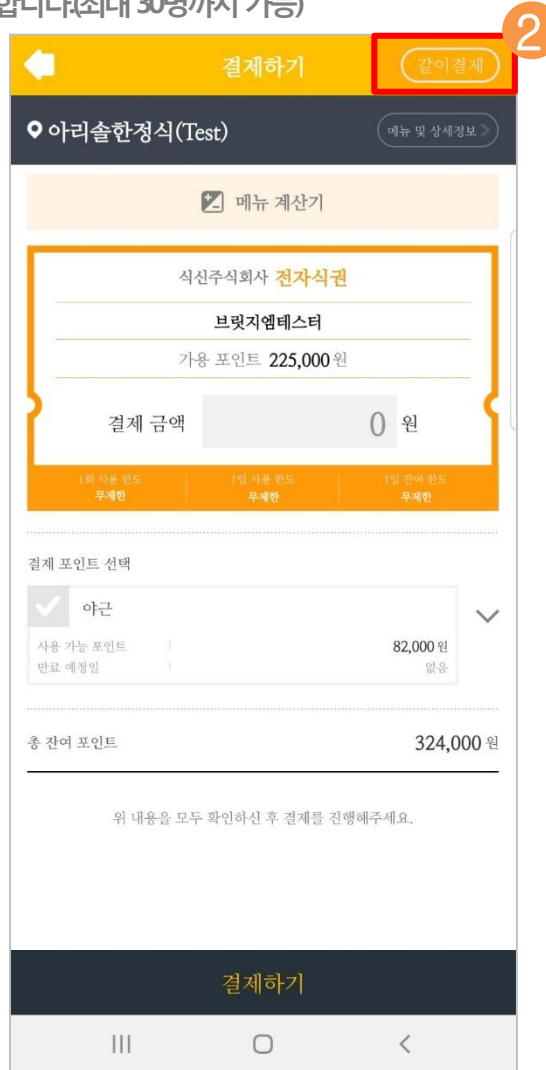 합니다.(최대 30명까지 가능)
2
결제하기
같이결제
아리솔한정식(Test)
메뉴 및 상세정보
메뉴 계산기
식신주식회사 전자식권
브릿지엠테스터
가용 포인트 225,000 원
결제 금액 0 원
1회 사용 한도 1일 사용 한도 1일 잔여 한도
무제한 무제한 무제한
결제 포인트 선택
야근
사용 가능 포인트 82,000 원
만료 예정일 없음
총 잔여 포인트 324,000 원
위 내용을 모두 확인하신 후 결제를 진행해주세요.
결제하기